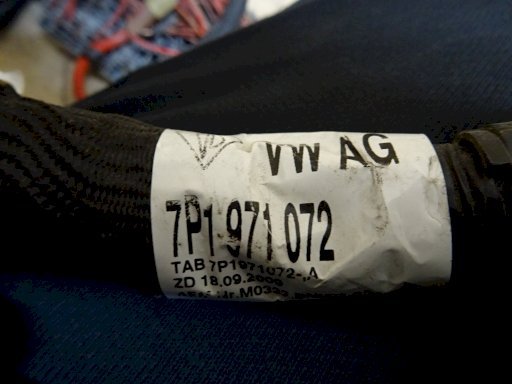 VW AG
7P1 971 072
TAB 7P1971072-.A
ZD 18.09.2009